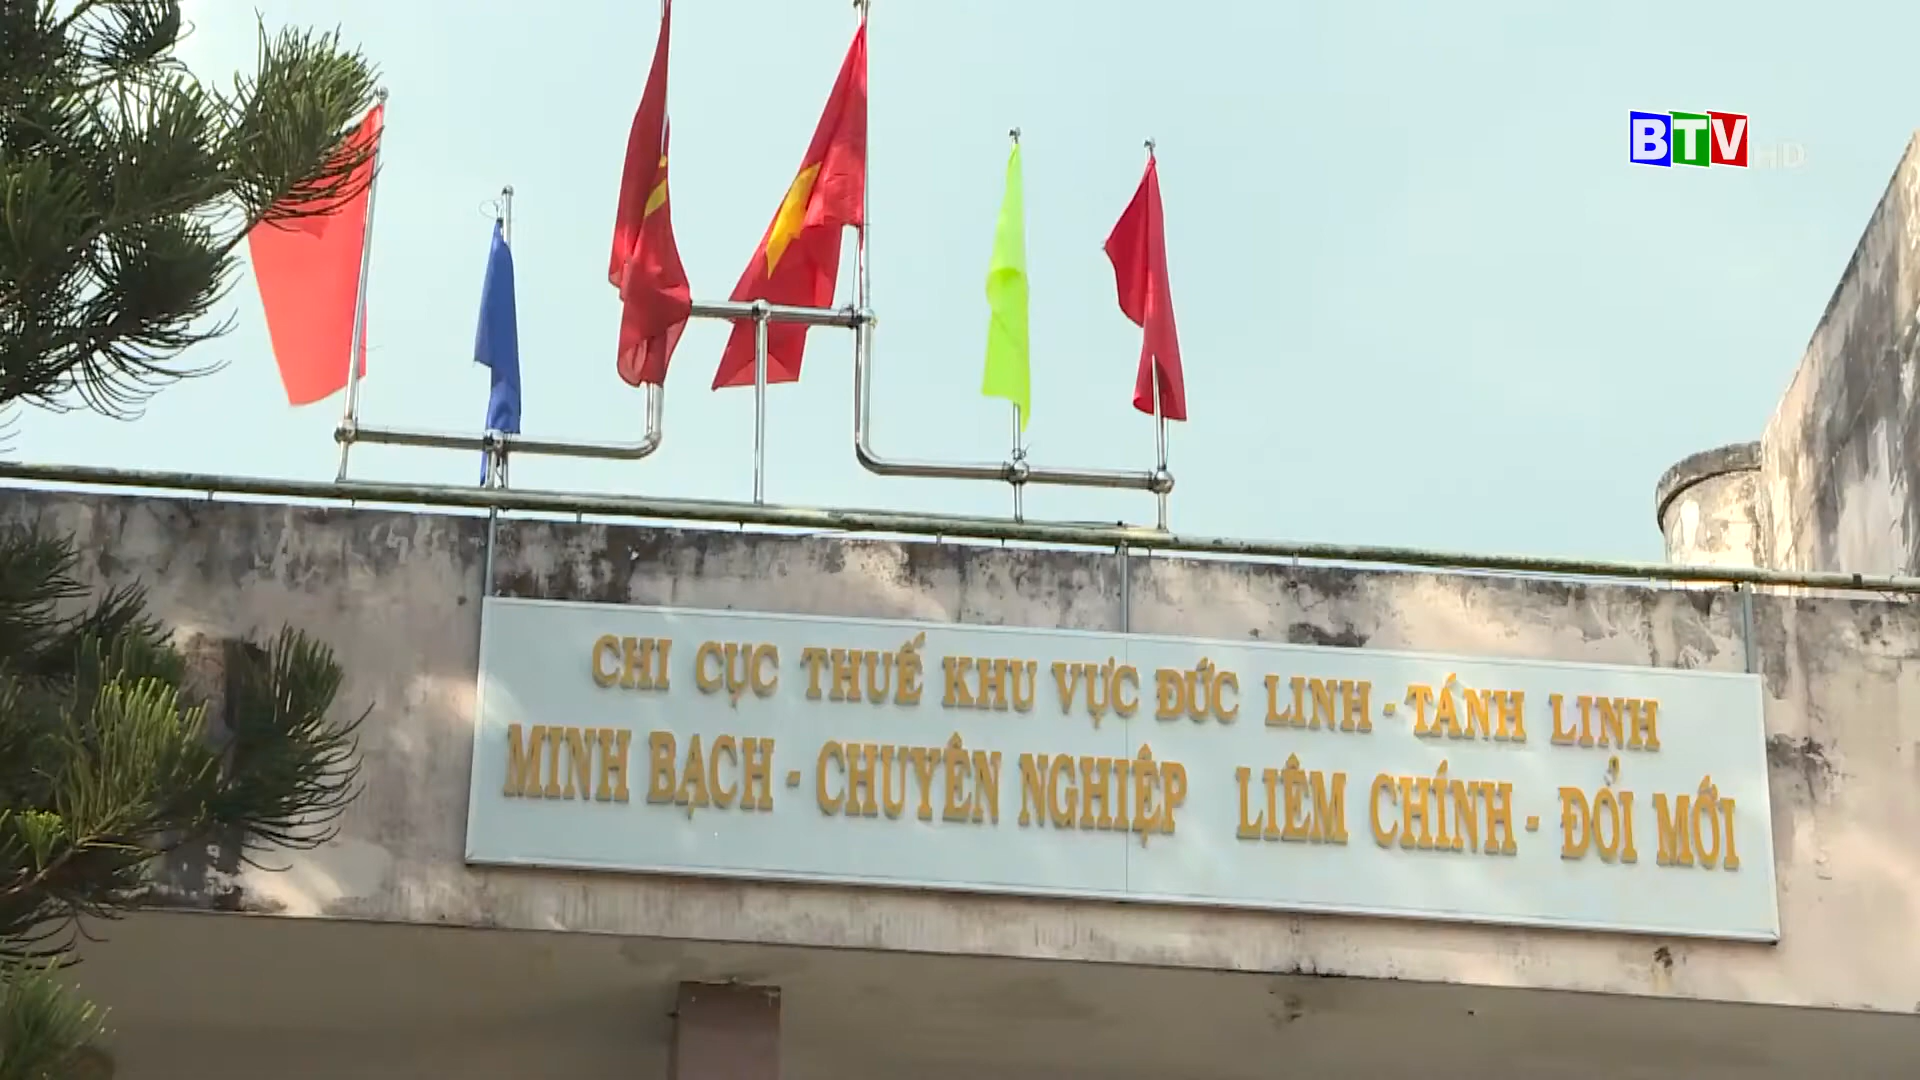 BTV HD
CHI CỤC THUẾ KHU VỰC ĐỨC LINH - TÁNH LINH
MINH BẠCH - CHUYÊN NGHIỆP LIÊM CHÍNH - ĐỔI MỚI